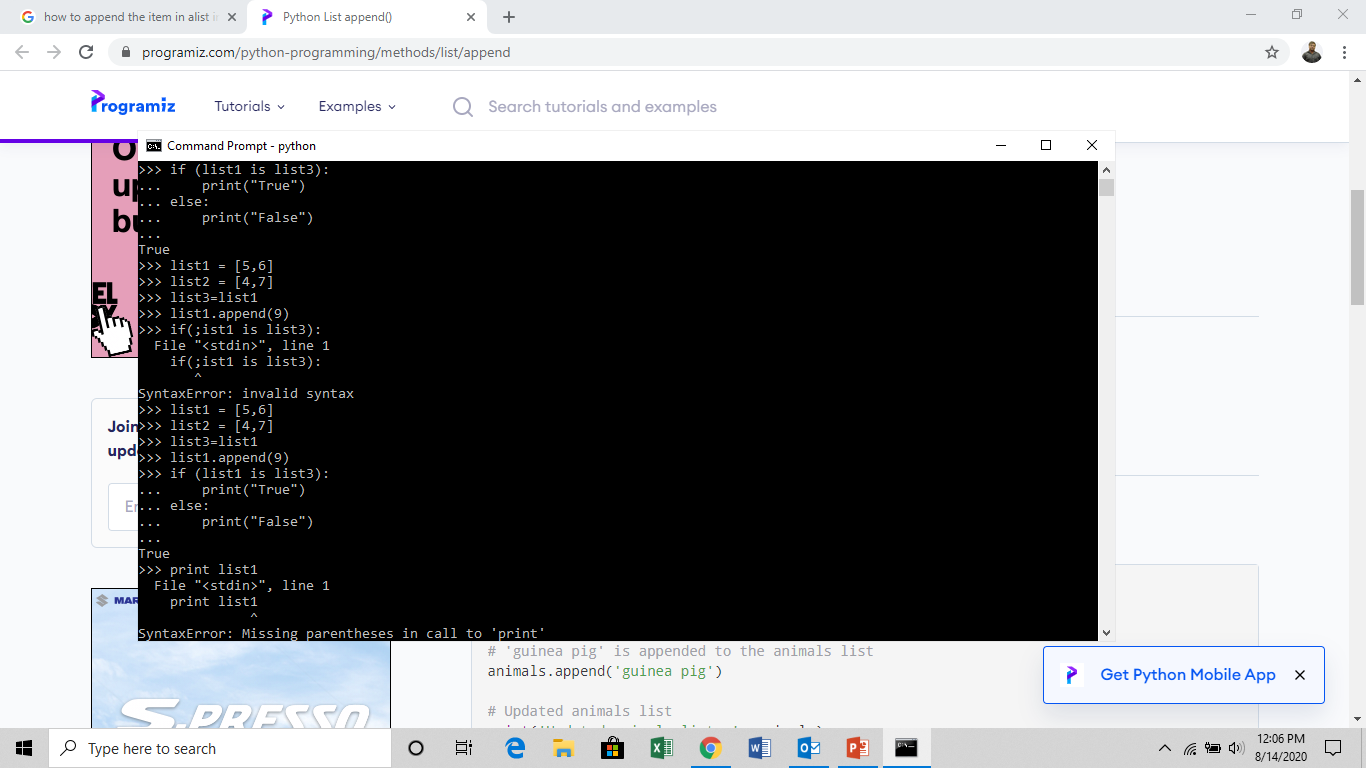 how to append the item in alist i
Python List append()
programiz.com/python-programming/methods/list/append
Programiz
Tutorials
Examples
Search tutorials and examples
Command Prompt - python
>>> if (list1 is list3):
...     print("True")
... else:
...     print("False")
...
True
>>> list1 = [5,6]
>>> list2 = [4,7]
>>> list3=list1
>>> list1.append(9)
>>> if(;ist1 is list3):
  File "<stdin>", line 1
    if(;ist1 is list3):
       ^
SyntaxError: invalid syntax
>>> list1 = [5,6]
>>> list2 = [4,7]
>>> list3=list1
>>> list1.append(9)
>>> if (list1 is list3):
...     print("True")
... else:
...     print("False")
...
True
>>> print list1
  File "<stdin>", line 1
    print list1
              ^
SyntaxError: Missing parentheses in call to 'print'
Join
S-PRESSO
# 'guinea pig' is appended to the animals list
animals.append('guinea pig')
# Updated animals list
Get Python Mobile App
Type here to search
12:06 PM
8/14/2020